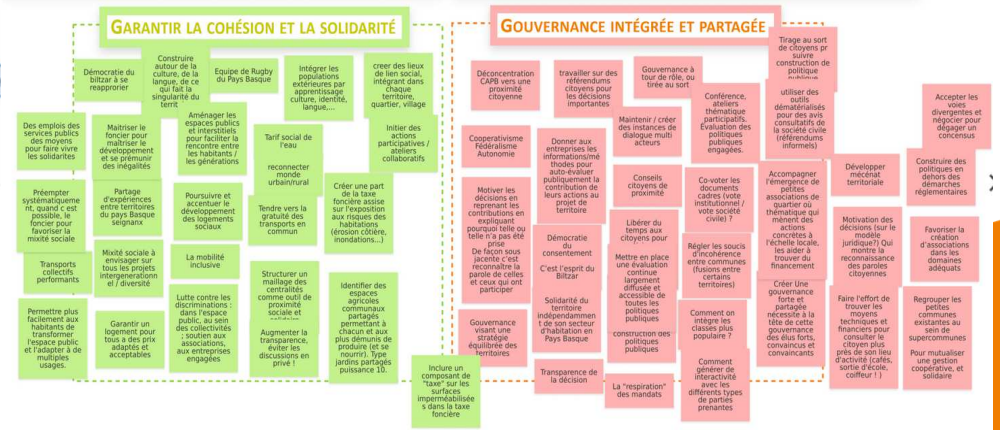 GARANTIR LA COHÉSION ET LA SOLIDARITÉ
Démocratie du
biltzar à se
reapprorier
Construire
autour de la
culture, de la
langue, de ce
qui fait la
singularité du
territ
Equipe de Rugby
du Pays Basque
Intégrer les
populations
extérieures par
apprentissage
culture, identité,
langue,...
creer des lieux
de lien social,
intégrant dans
chaque
territoire,
quartier, village
Des emplois des
services publics
des moyens
pour faire vivre
les solidarites
Maitriser le
foncier pour
maîtriser le
développement
et se prémunir
des inégalités
Aménager les
espaces publics
et interstitiels
pour faciliter la
rencontre entre
les habitants /
les générations
Tarif social de
l'eau
Initier des
actions
participatives /
ateliers
collaboratifs
Préempter
systématiqueme
nt, quand c est
possible, le
foncier pour
favoriser la
mixité sociale
Partage
d'expériences
entre territoires
du pays Basque
seignanx
Poursuive et
accentuer le
développement
des logements
sociaux
reconnecter
monde
urbain/rural
Tendre vers la
gratuité des
transports en
commun
Créer une part
de la taxe
foncière assise
sur l'exposition
aux risques des
habitations
(érosion côtière,
inondations...)
Transports
collectifs
performants
Mixité sociale à
envisager sur
tous les projets
intergenerationn
el / diversité
La mobilité
inclusive
Structurer un
maillage des
centralités
comme outil de
proximité
sociale et
Identifier des
espaces
agricoles
communaux
partagés
permettant à
chacun et aux
plus démunis de
produire (et se
nourrir). Type
jardins partagés
puissance 10.
Permettre plus
facilement aux
habitants de
transformer
l'espace public
et l'adapter à de
multiples
usages.
Garantir un
logement pour
tous a des prix
adaptés et
acceptables
Lutte contre les
discriminations :
dans l'espace
public, au sein
des collectivités
; soutien aux
associations,
aux entreprises
engagées
Augmenter la
transparence,
éviter les
discussions en
privé !
Inclure un
composant de
"taxe" sur les
surfaces
imperméabilisée
s dans la taxe
foncière
GOUVERNANCE INTÉGRÉE ET PARTAGÉE
Déconcentration
CAPB vers une
proximité
citoyenne
travailler sur des
référendums
citoyens pour
les décisions
importantes
Gouvernance à
tour de rôle, ou
tiré au sort
Conférence,
ateliers
thématique
participatifs.
Évaluation des
politiques
publiques
engagées.
Tirage au sort
de citoyens pr
suivre
construction de
politique
publique
utiliser des
outils
dématérialisés
pour des avis
consultatifs de
la société civile
(référendums
informels)
Accepter les
voies
divergentes et
négocier pour
dégager un
concensus
Cooperativisme
Fédéralisme
Autonomie
Donner aux
entreprises les
informations/mé
thodes pour
auto-évaluer
publiquement la
contribution de
leurs actions au
projet de
territoire
Maintenir / créer
des instances de
dialogue multi
acteurs
Conseils
citoyens de
proximité
Co-voter les
documents
cadres (vote
institutionnel /
vote société
civile) ?
Accompagner
l'émergence de
petites
associations de
quartier où
thématique qui
mènent des
actions
concrètes à
l'échelle locale,
les aider à
trouver du
financement
Développer
mécénat
territoriale
Construire des
politiques en
dehors des
démarches
réglementaires
Motiver les
décisions en
reprenant les
contributions en
expliquant
pourquoi telle ou
telle n'a pas été
prise
De façon sous
jacente c'est
reconnaître la
parole de celles
et ceux qui ont
participer
Démocratie
du
consentement
C'est l'esprit du
Biltzar
Libérer du
temps aux
citoyens pour
Mettre en place
une évaluation
continue
largement
diffusée et
accessible de
toutes les
politiques
publiques
Régler les soucis
d'incohérence
entre communes
(fusions entre
certains
territoires)
Motivation des
décisions (sur le
modèle
juridique?) Qui
montre la
reconnaissance
des paroles
citoyennes
Favoriser la
création
d'associations
dans les
domaines
adéquats
Gouvernance
visant une
stratégie
équilibrée des
territoires
Solidarité du
territoire
indépendammen
t de son secteur
d'habitation en
Pays Basque
construction des
politiques
publiques
Comment on
intègre les
classes plus
populaire ?
Créer Une
gouvernance
forte et
partagée
nécessite à la
tête de cette
gouvernance
des élus forts,
convaincus et
convaincants
Faire l'effort de
trouver les
moyens
techniques et
financiers pour
consulter le
citoyen plus
près de son lieu
d'activité (cafés,
sortie d'école,
coiffeur ! )
Regrouper les
petites
communes
existantes au
sein de
supercommunes
Pour mutualiser
une gestion
coopérative, et
solidaire
Transparence de
la décision
La "respiration"
des mandats
Comment
générer de
interactivité
avec les
différents types
de parties
prenantes